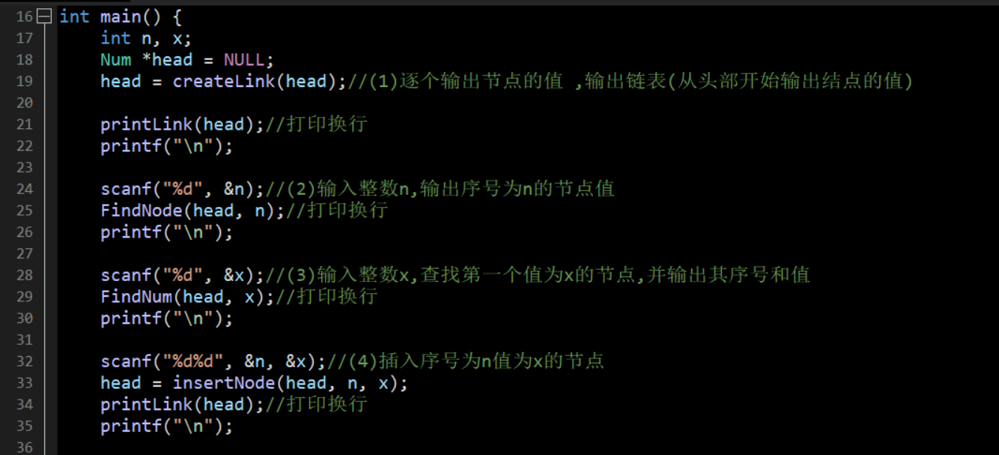 16 int main() {
17 int n, x;
18 Num *head = NULL;
19 head = createLink(head);//(1)逐个输出节点的值 ,输出链表(从头部开始输出结点的值)
20
21 printLink(head);//打印换行
22 printf("\n");
23
24 scanf("%d", &n);//(2)输入整数n,输出序号为n的节点值
25 FindNode(head, n);//打印换行
26 printf("\n");
27
28 scanf("%d", &x);//(3)输入整数x,查找第一个值为x的节点,并输出其序号和值
29 FindNum(head, x);//打印换行
30 printf("\n");
31
32 scanf("%d%d", &n, &x);//(4)插入序号为n值为x的节点
33 head = insertNode(head, n, x);
34 printLink(head);//打印换行
35 printf("\n");
36